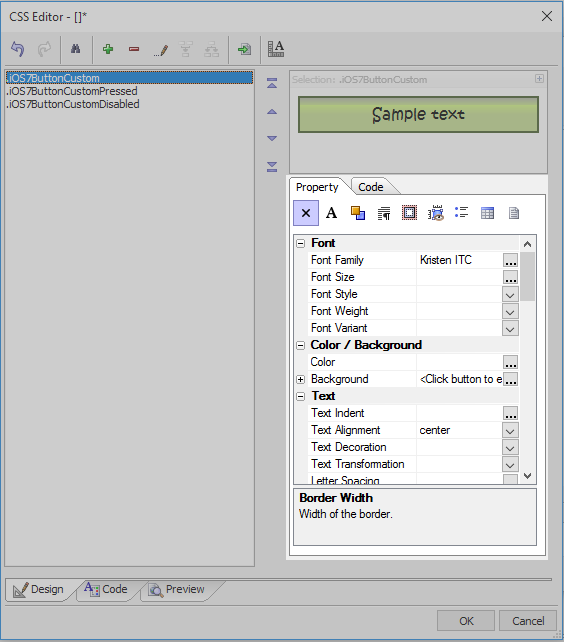 CSS Editor - []*
.iOS7ButtonCustom
.iOS7ButtonCustomPressed
.iOS7ButtonCustomDisabled
Selection: .iOS7ButtonCustom
Sample text
Property Code
A
Font
Font Family Kristen ITC ...
Font Size ...
Font Style
Font Weight
Font Variant
Color / Background
Color ...
Background <Click button to e ...
Text
Text Indent ...
Text Alignment center
Text Decoration
Text Transformation
Letter Spacing
Border Width
Width of the border.
Design Code Preview
OK Cancel